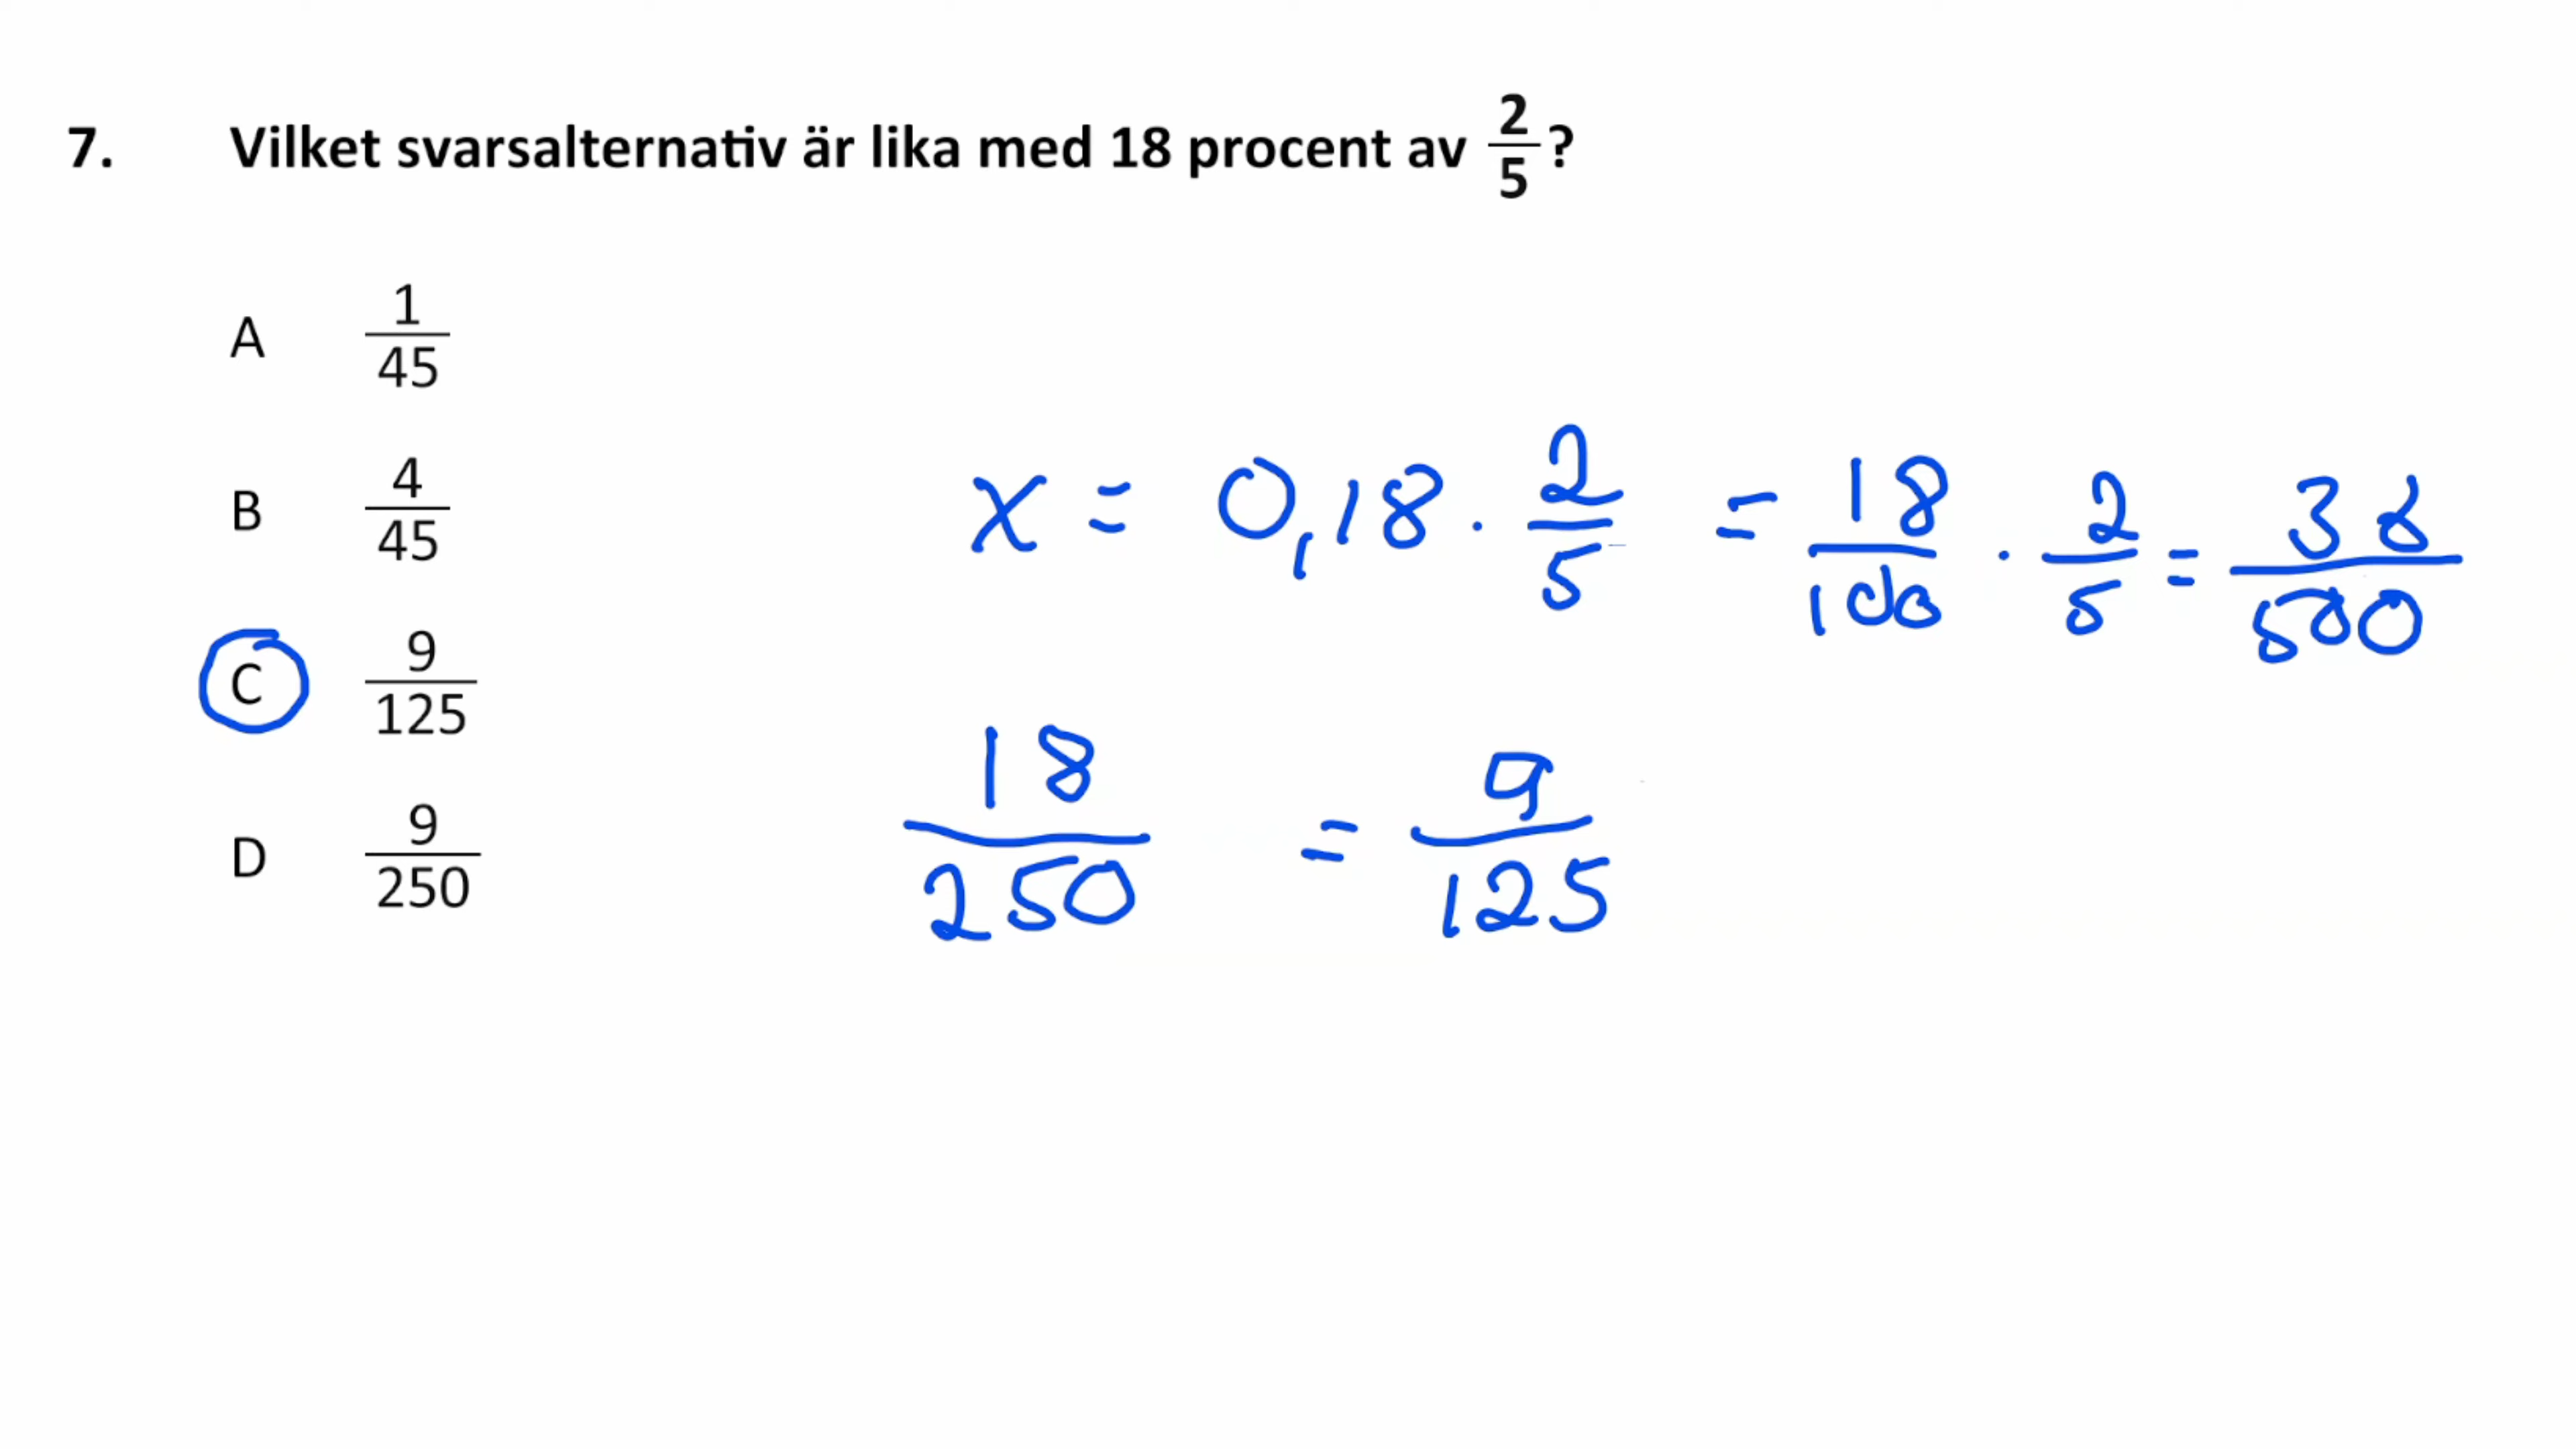 7. Vilket svarsalternativ är lika med 18 procent av 2/5?
A 1/45
B 4/45
C 9/125
D 9/250
x = 0,18 · 2/5 = 18/100 · 2/5 = 36/500
18/250 = 9/125